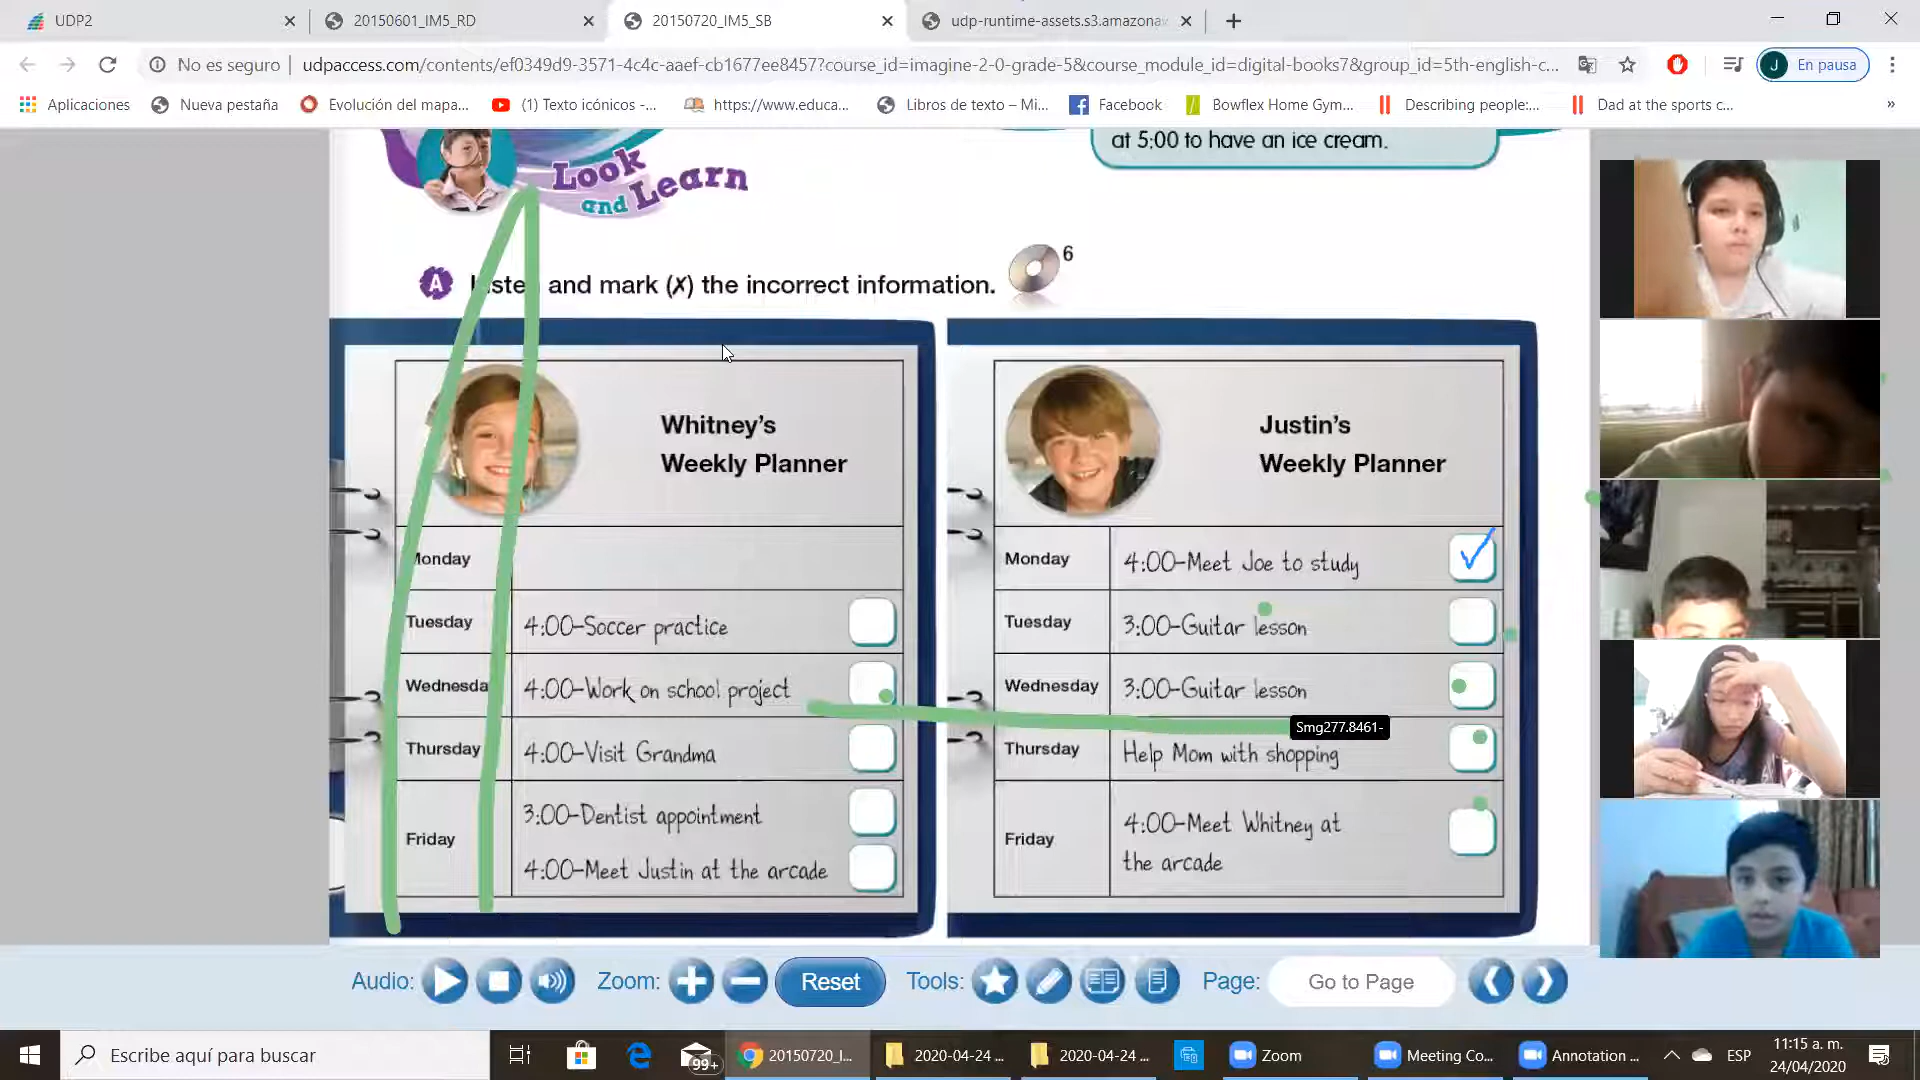 UDP2
20150601_IM5_RD
20150720_IM5_SB
udp-runtime-assets.s3.amazona
No es seguro
udpaccess.com/contents/ef0349d9-3571-4c4c-aaef-cb1677ee8457?course_id=imagine-2-0-grade-5&course_module_id=digital-books7&group_id=5th-english-c...
J
En pausa
Aplicaciones
Nueva pestaña
Evolución del mapa...
(1) Texto icónicos -...
https://www.educa...
Libros de texto – Mi...
Facebook
Bowflex Home Gym...
Describing people:...
Dad at the sports c...
»
at 5:00 to have an ice cream.
Look
and Learn
A
Listen and mark (✗) the incorrect information.
6
Whitney's
Weekly Planner
Monday
Tuesday
4:00-Soccer practice
Wednesda
4:00-Work on school project
Thursday
4:00-Visit Grandma
Friday
3:00-Dentist appointment
4:00-Meet Justin at the arcade
Justin's
Weekly Planner
Monday
4:00-Meet Joe to study
Tuesday
3:00-Guitar lesson
Wednesday
3:00-Guitar lesson
Smg277.8461-
Thursday
Help Mom with shopping
Friday
4:00-Meet Whitney at
the arcade
Audio:
Zoom:
Reset
Tools:
Page:
Go to Page
Escribe aquí para buscar
99+
20150720_I...
2020-04-24 ...
2020-04-24 ...
Zoom
Meeting Co...
Annotation ...
ESP
11:15 a. m.
24/04/2020